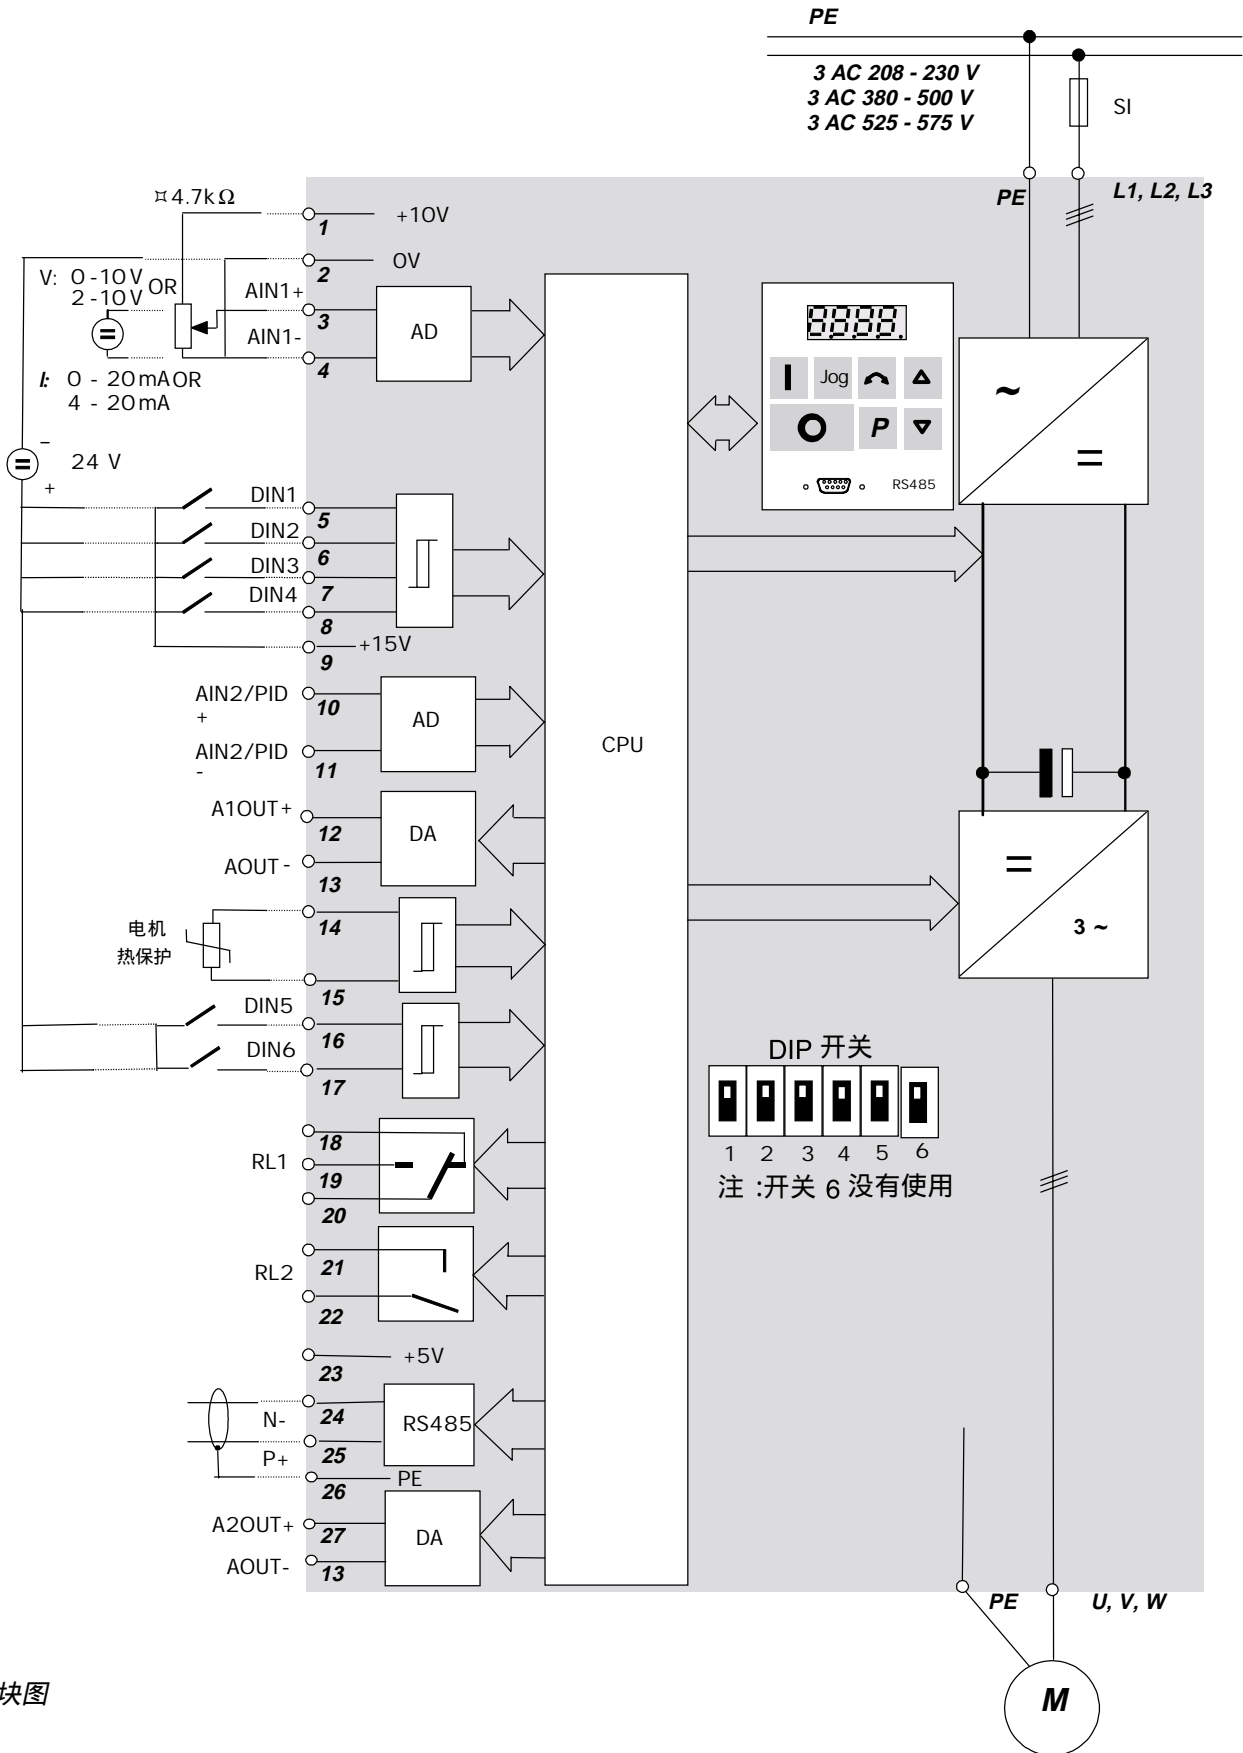 PE
3 AC 208 - 230 V
3 AC 380 - 500 V
3 AC 525 - 575 V
SI
PE
L1, L2, L3
¤4.7kΩ
1
+10V
2
0V
V: 0-10V OR
2-10V
AIN1+
3
AIN1-
4
AD
I: 0 - 20mA OR
4 - 20mA
-
24 V
+
DIN1
5
DIN2
6
DIN3
7
DIN4
8
9
+15V
AIN2/PID
+
10
AIN2/PID
-
11
AD
CPU
A1OUT+
12
DA
AOUT-
13
电机
热保护
14
15
DIN5
16
DIN6
17
18
RL1
19
20
21
RL2
22
23
+5V
24
N-
RS485
25
P+
26
PE
A2OUT+
27
DA
AOUT-
13
8888.
Jog
P
RS485
~
=
=
3 ~
DIP 开关
1 2 3 4 5 6
注 :开关 6 没有使用
PE
U, V, W
M
块图